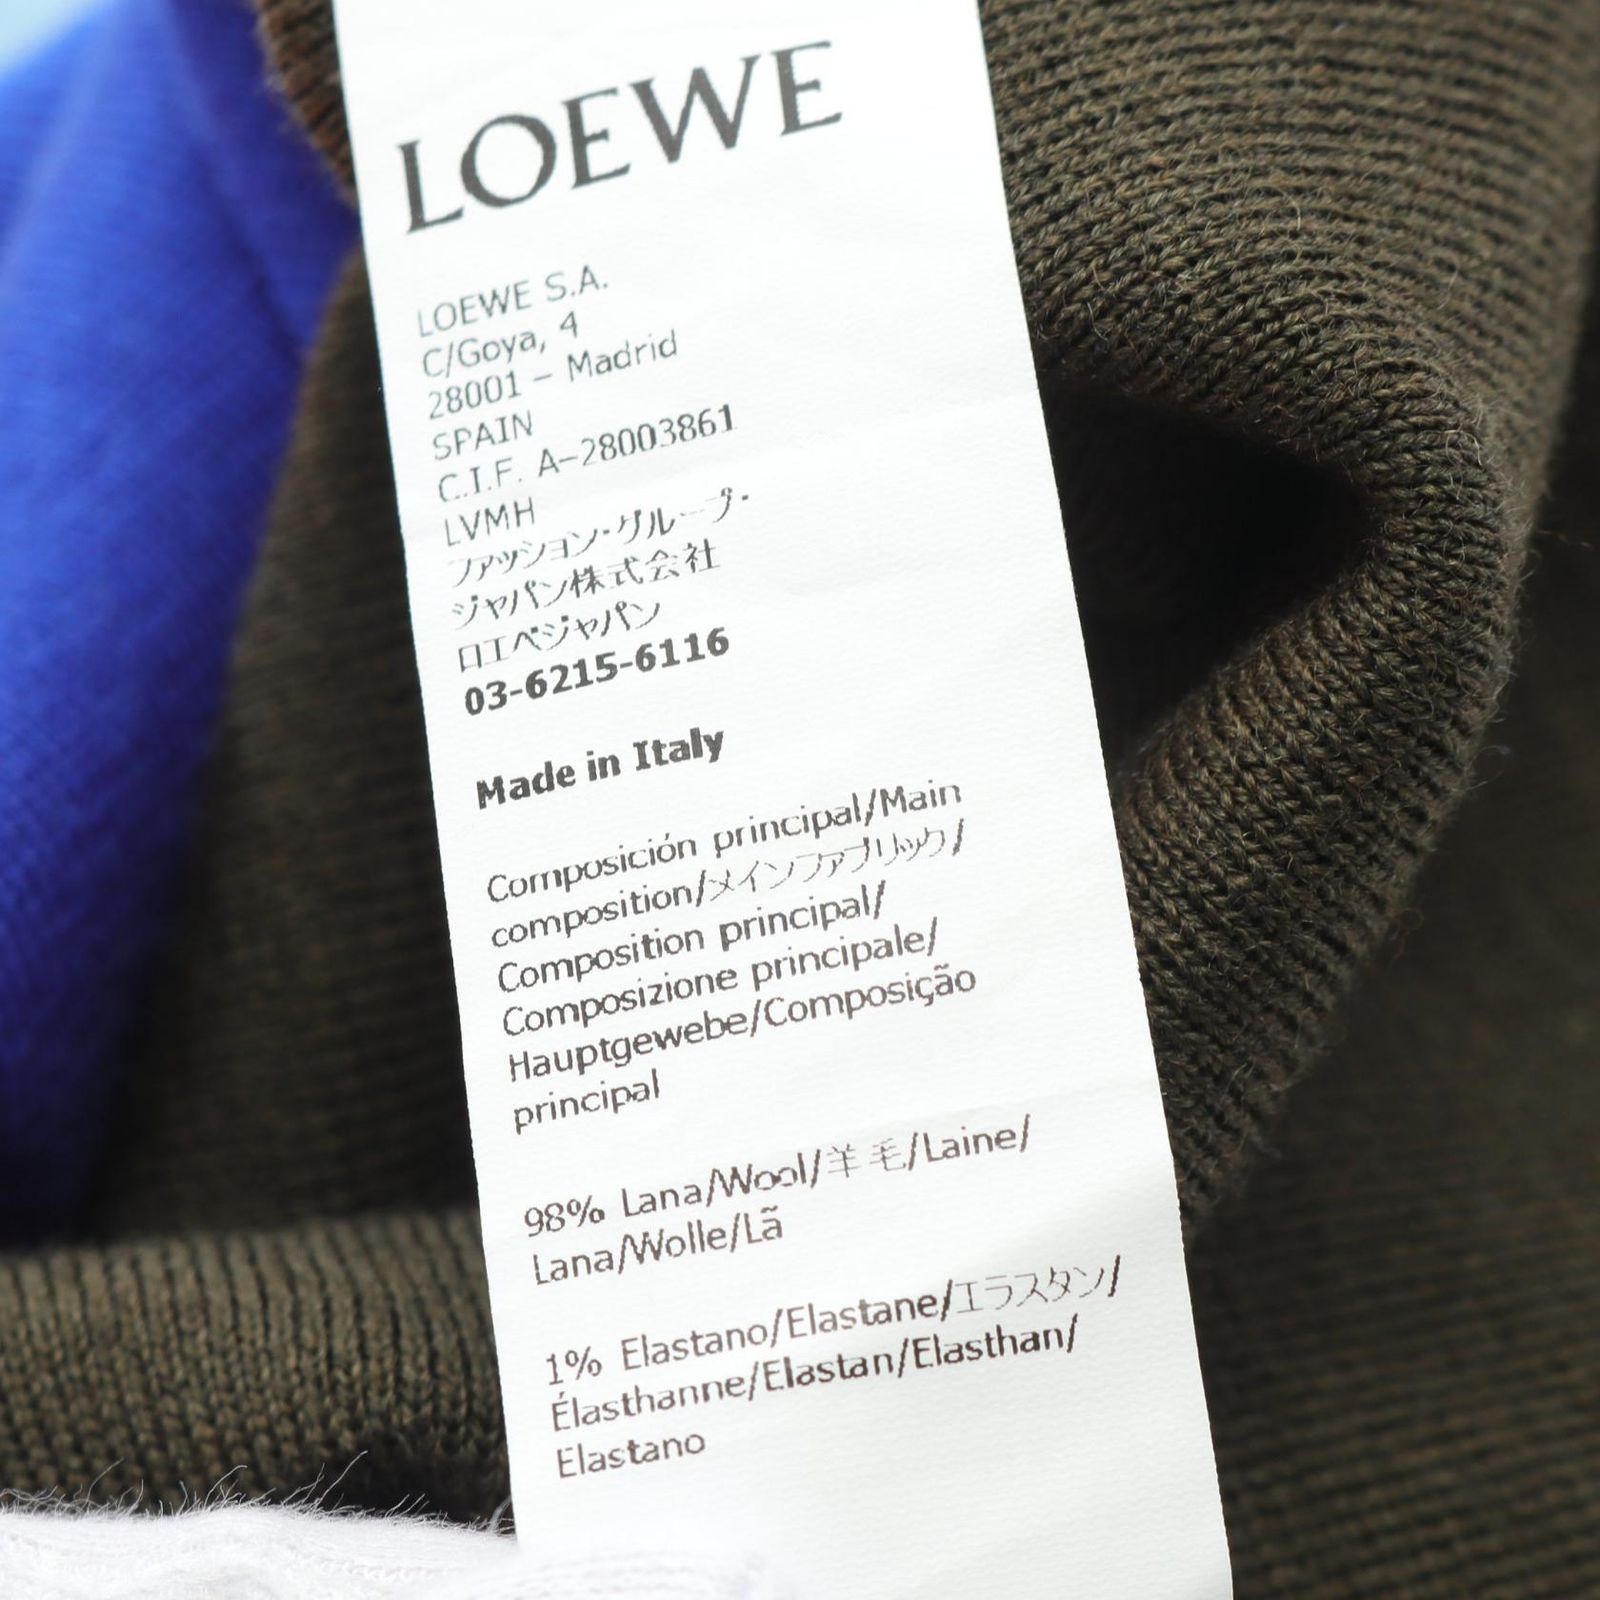 LOEWE
LOEWE S.A.
C/Goya, 4
28001 – Madrid
SPAIN
C.I.F. A–28003861
LVMH
ファッション・グループ・
ジャパン株式会社
ロエベジャパン
03-6215-6116
Made in Italy
Composición principal/Main
composition/メインファブリック/
Composition principal/
Composizione principale/
Hauptgewebe/Composição
principal
98% Lana/Wool/羊毛/Laine/
Lana/Wolle/Lã
1% Elastano/Elastane/エラスタン/
Élasthanne/Elastan/Elasthan/
Elastano